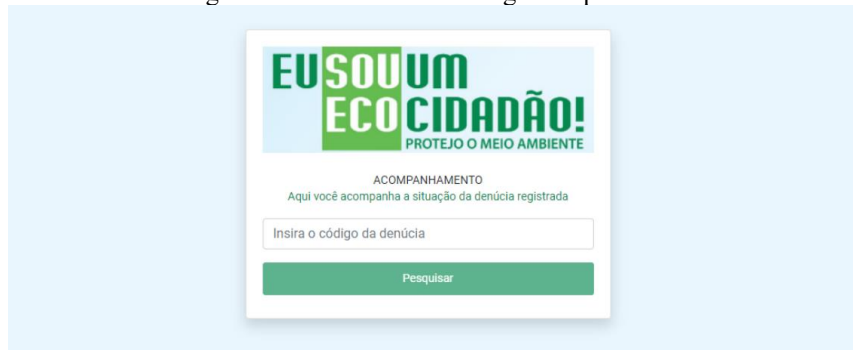 EU SOU UM
ECO CIDADÃO!
PROTEJO O MEIO AMBIENTE
ACOMPANHAMENTO
Aqui você acompanha a situação da denúcia registrada
Insira o código da denúcia
Pesquisar